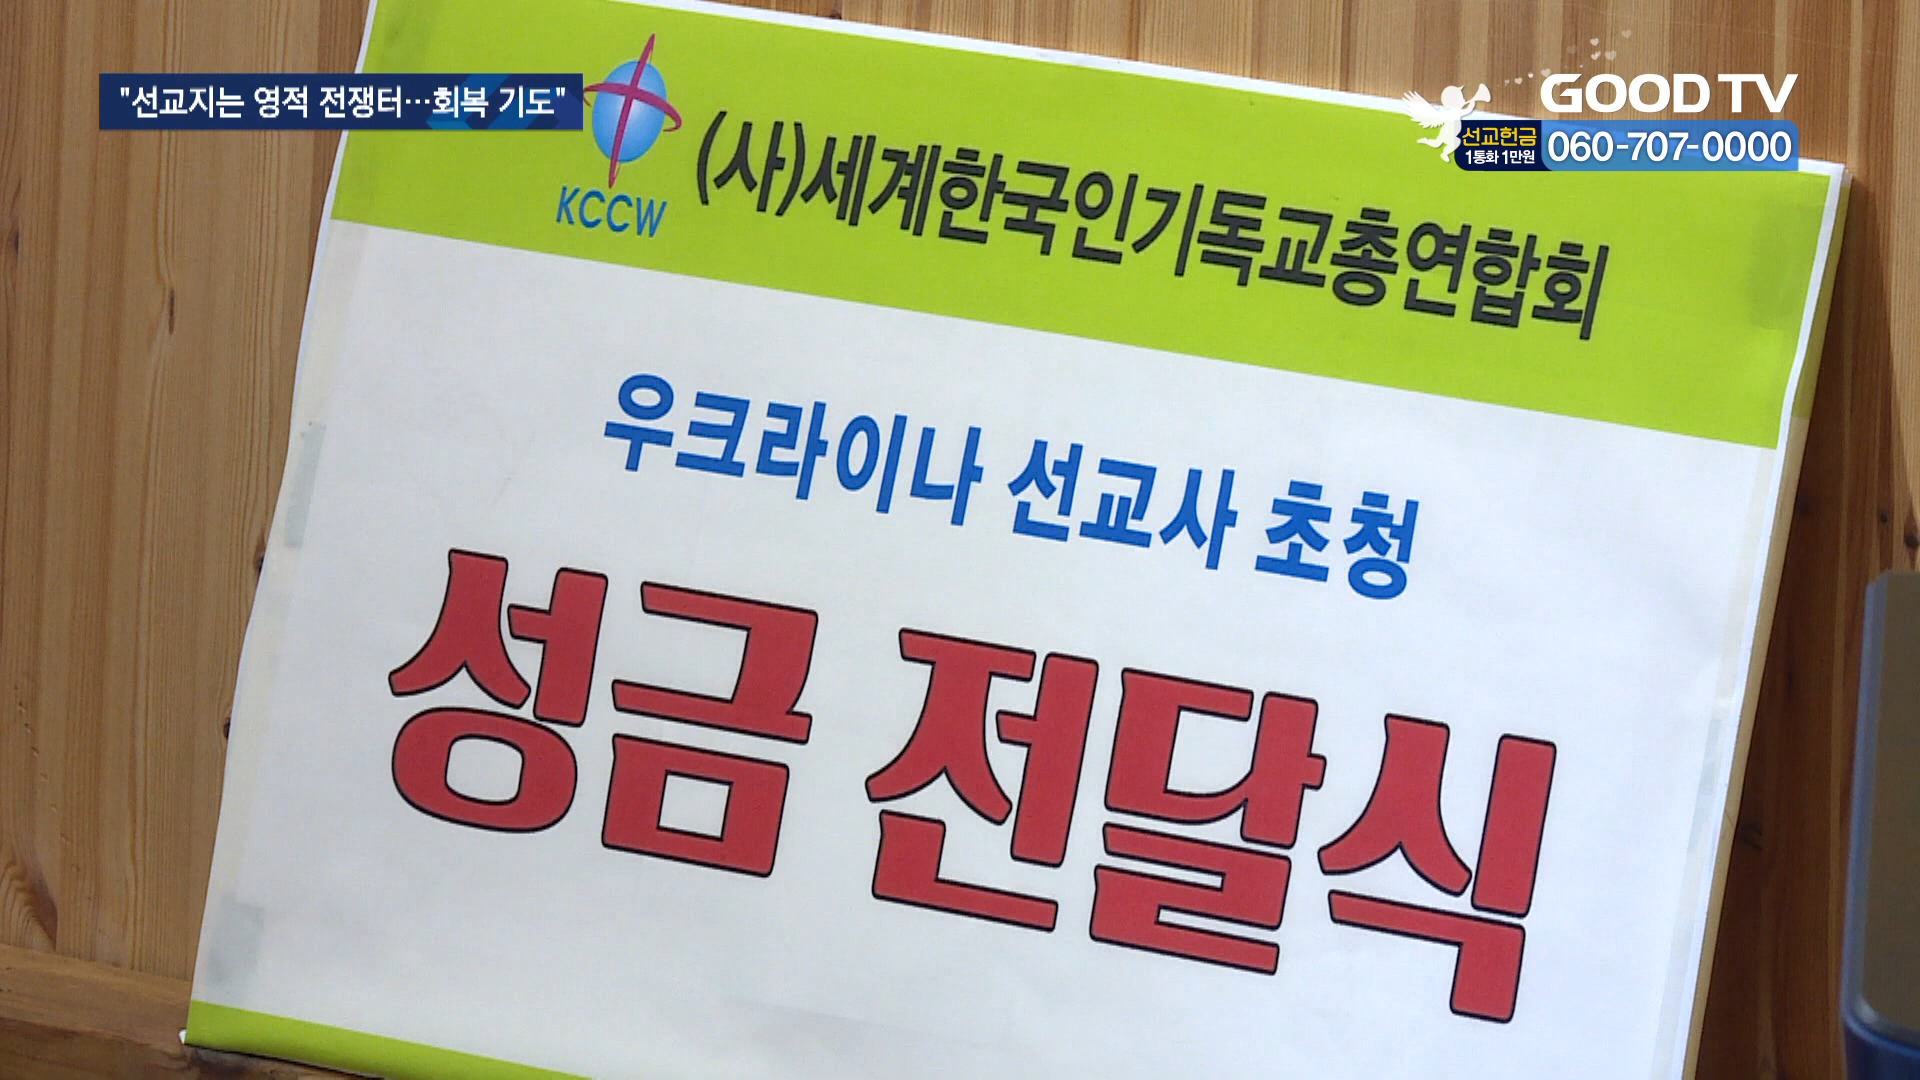 "선교지는 영적 전쟁터…회복 기도"
GOOD TV
선교헌금
1통화 1만원
060-707-0000
KCCW
(사)세계한국인기독교총연합회
우크라이나 선교사 초청
성금 전달식